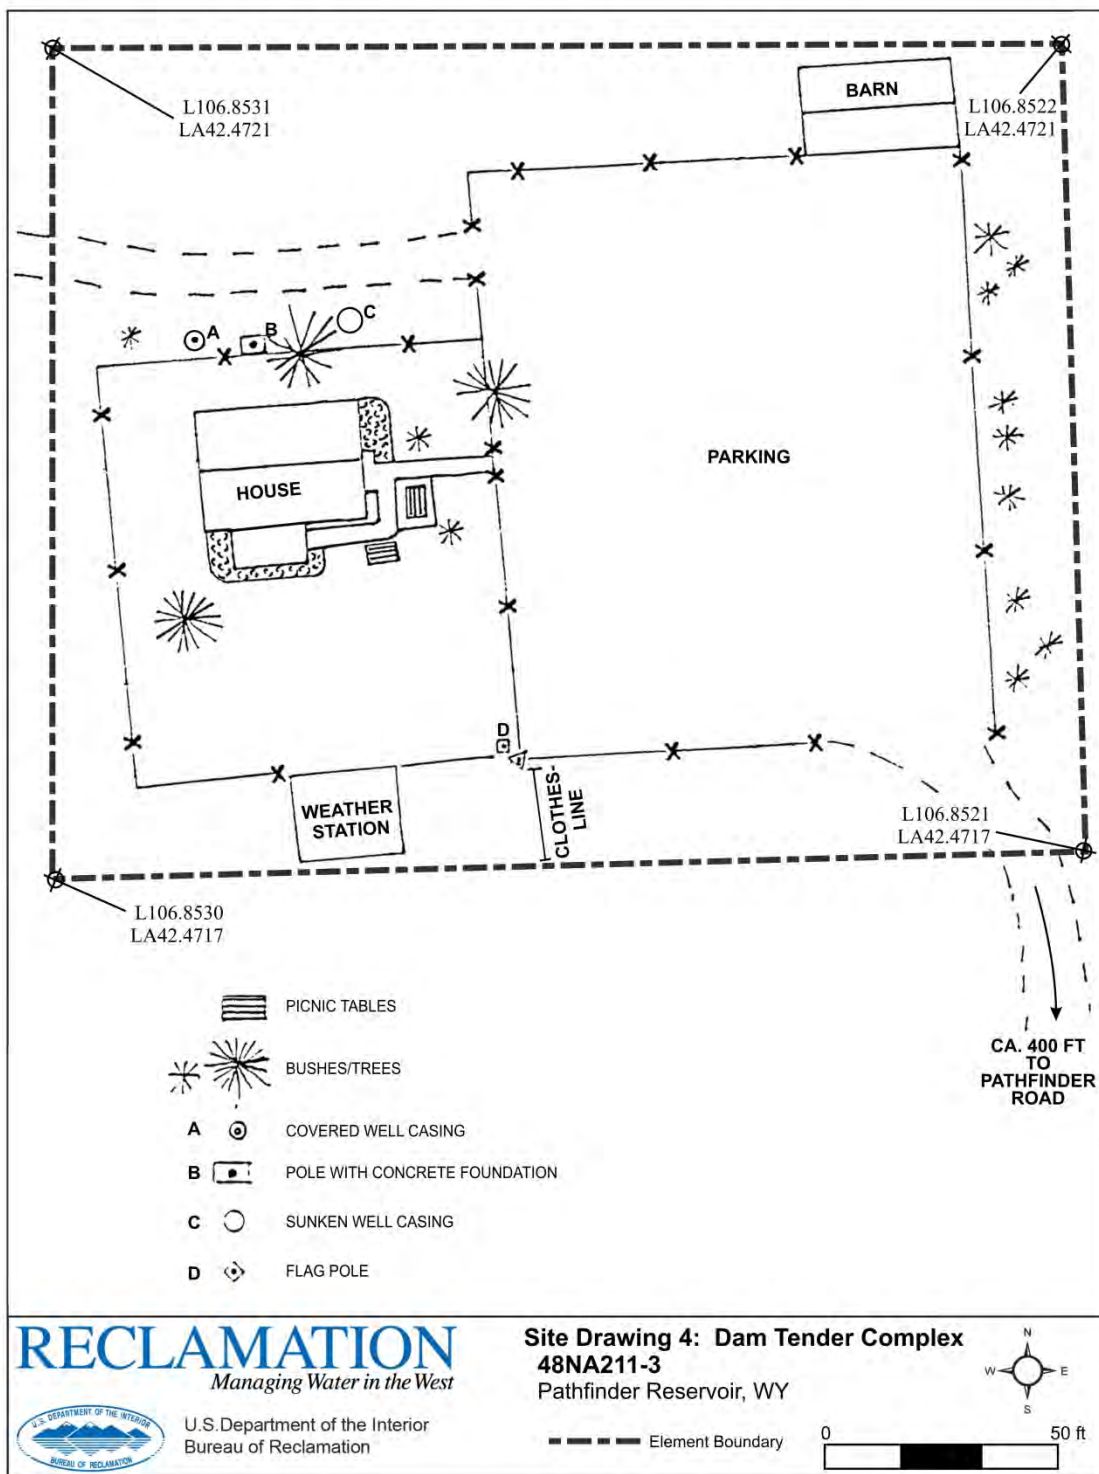 L106.8531
LA42.4721
BARN
L106.8522
LA42.4721
A
B
C
HOUSE
PARKING
D
WEATHER
STATION
CLOTHES-
LINE
L106.8521
LA42.4717
L106.8530
LA42.4717
CA. 400 FT
TO
PATHFINDER
ROAD
PICNIC TABLES
BUSHES/TREES
A COVERED WELL CASING
B POLE WITH CONCRETE FOUNDATION
C SUNKEN WELL CASING
D FLAG POLE
RECLAMATION
Managing Water in the West
U.S. DEPARTMENT OF THE INTERIOR
BUREAU OF RECLAMATION
U.S.Department of the Interior
Bureau of Reclamation
Site Drawing 4: Dam Tender Complex
48NA211-3
Pathfinder Reservoir, WY
Element Boundary
N
W E
S
0 50 ft